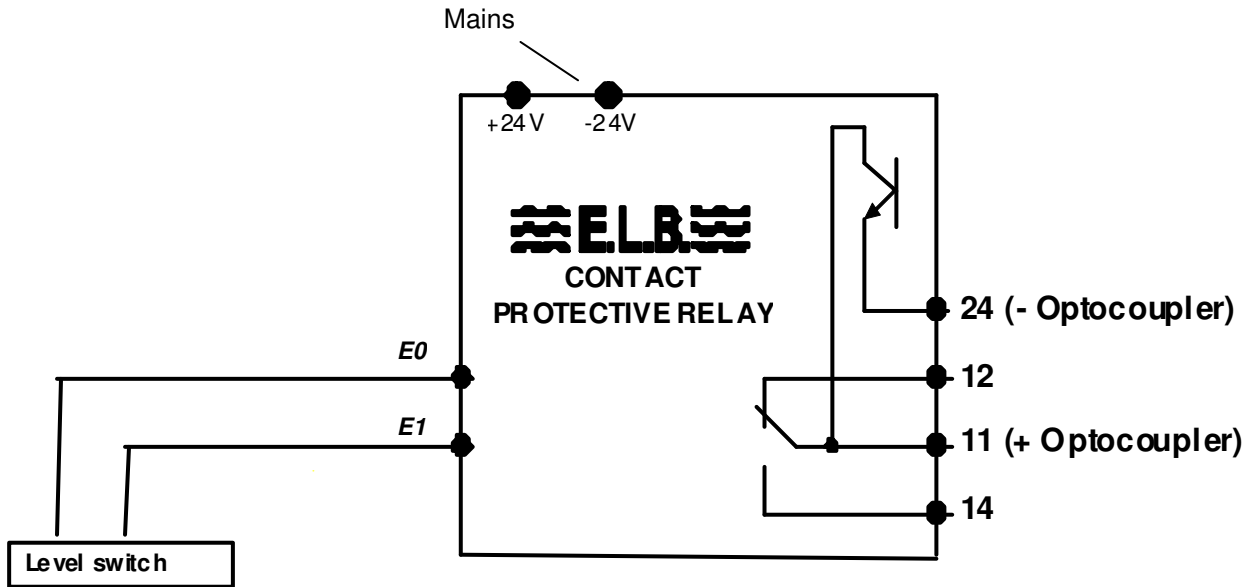 Mains
+24V -24V
E.L.B.
CONTACT
PROTECTIVE RELAY
24 (- Optocoupler)
E0
12
E1
11 (+ Optocoupler)
14
Level switch